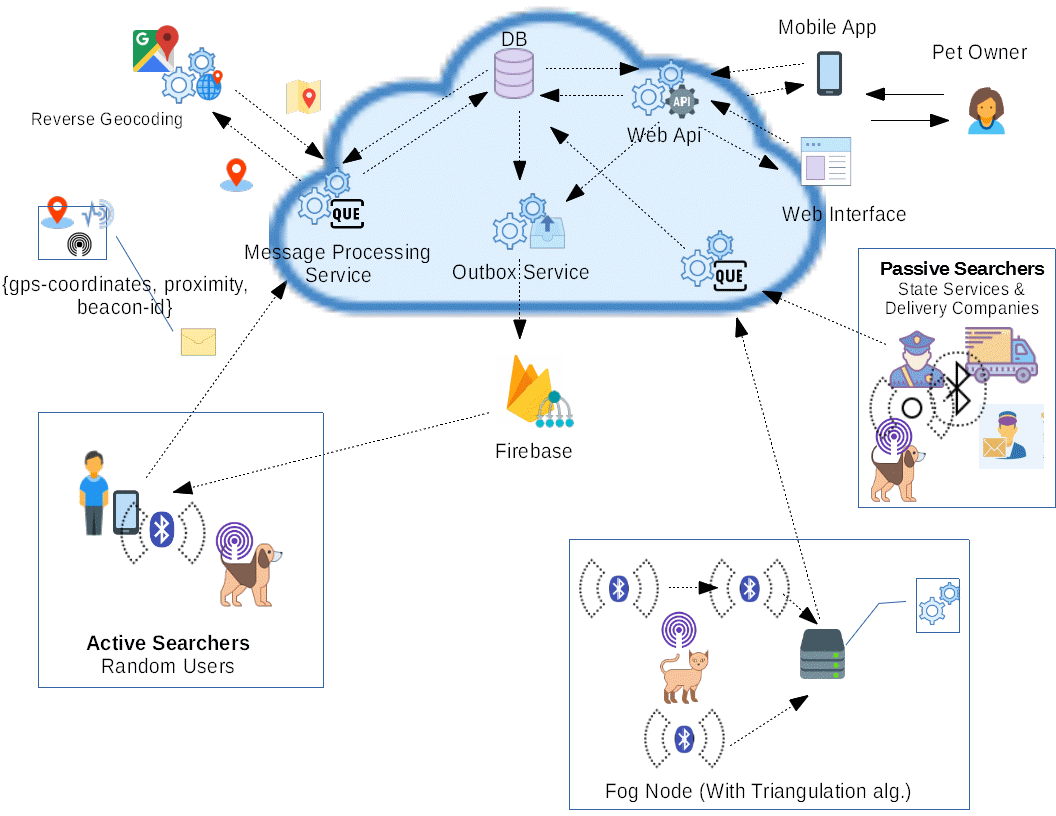 DB
Mobile App
Pet Owner
G
API
Reverse Geocoding
Web Api
QUE
Web Interface
Message Processing
Service
Outbox Service
QUE
{gps-coordinates, proximity,
beacon-id}
Passive Searchers
State Services &
Delivery Companies
Firebase
Active Searchers
Random Users
Fog Node (With Triangulation alg.)